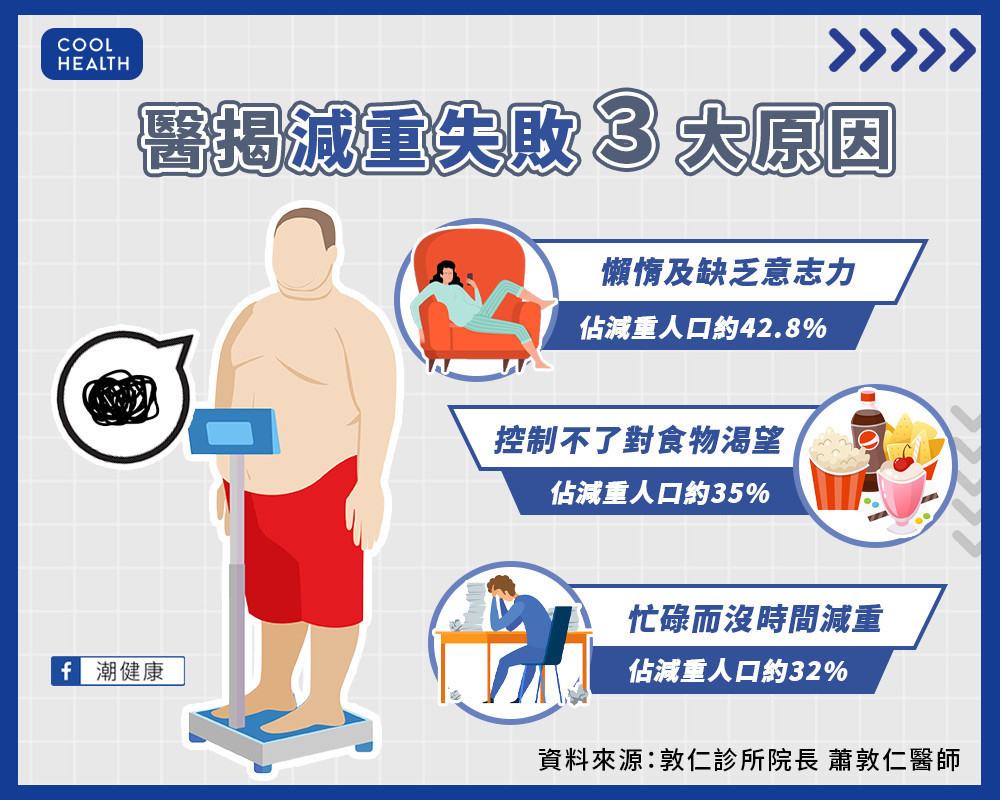 COOL
HEALTH
醫揭減重失敗3大原因
懶惰及缺乏意志力
佔減重人口約42.8%
控制不了對食物渴望
佔減重人口約35%
忙碌而沒時間減重
佔減重人口約32%
f 潮健康
資料來源:敦仁診所院長 蕭敦仁醫師